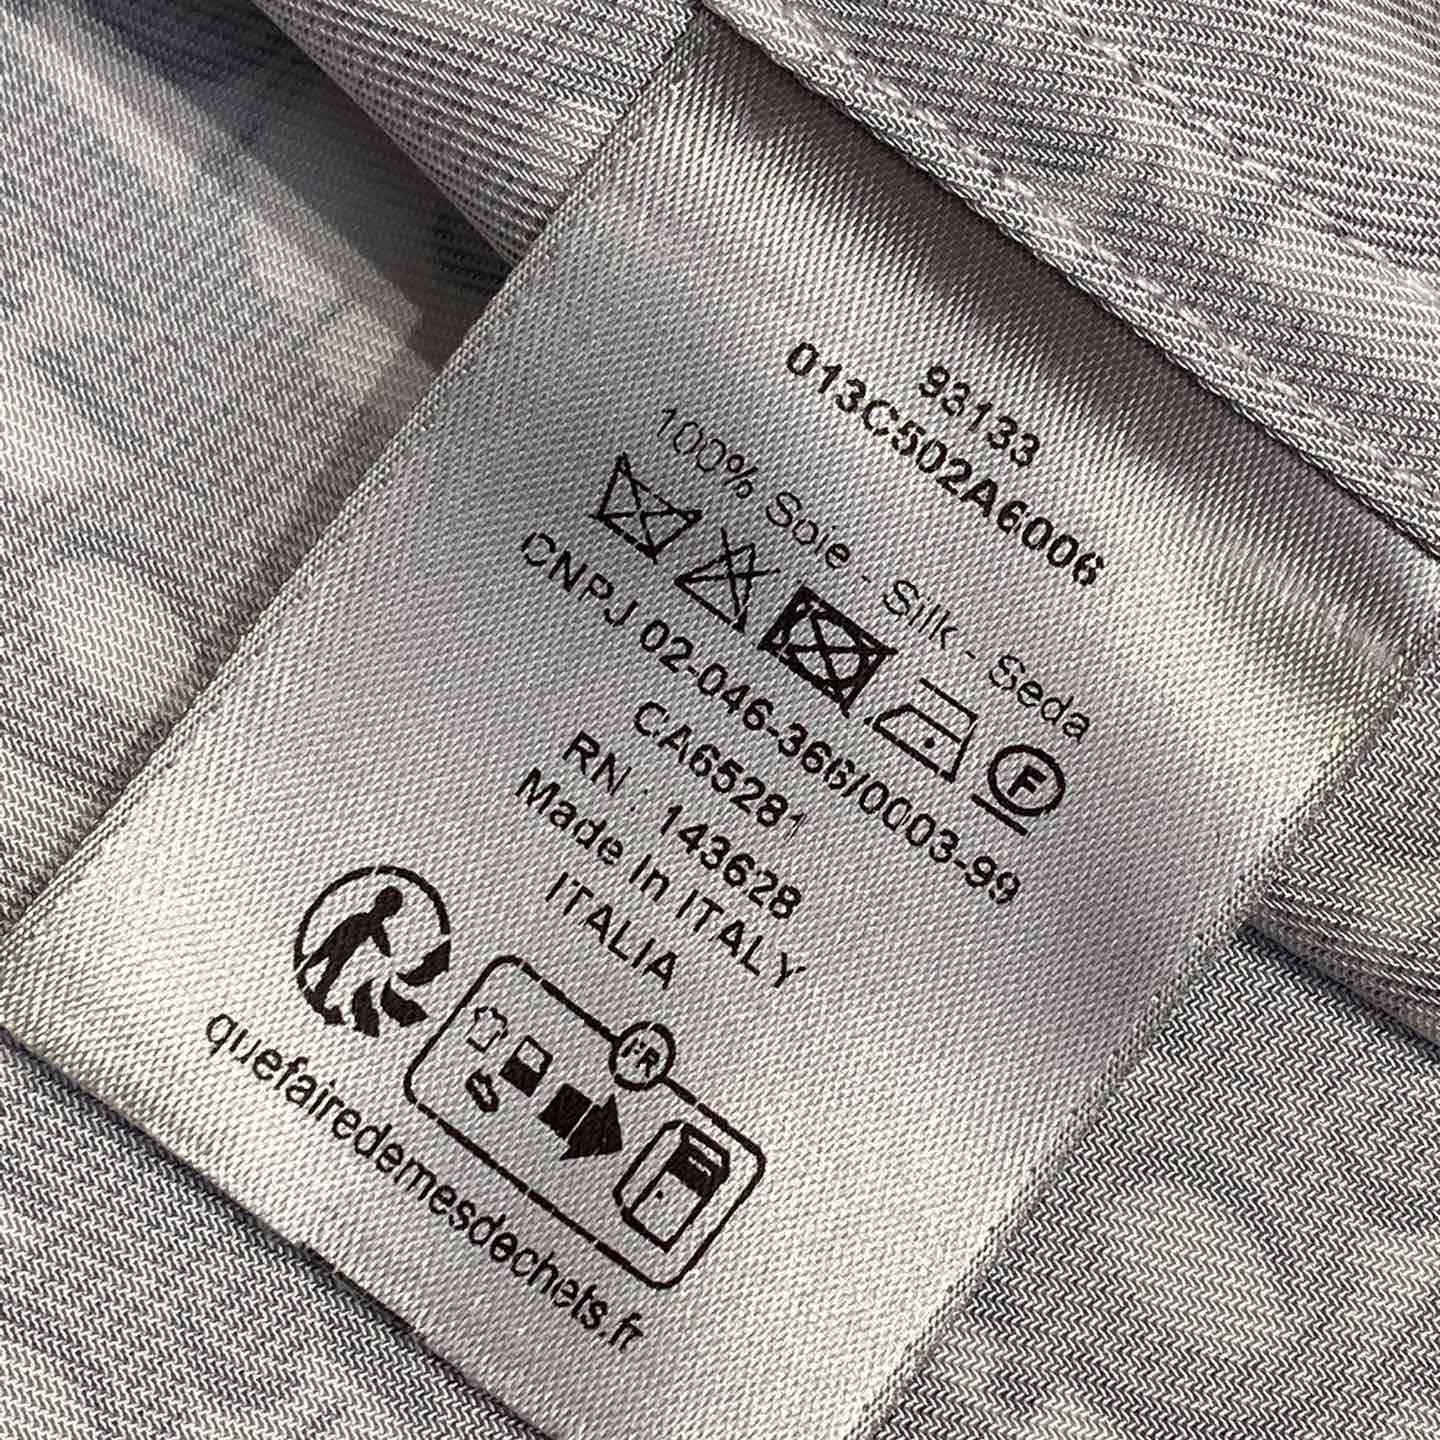 93133
013C502A6006
100% Soie - Silk - Seda
F
CNPJ 02-046-366/0003-99
CA65281
RN : 143628
Made In ITALY
ITALIA
FR
quefairedemesdechets.fr